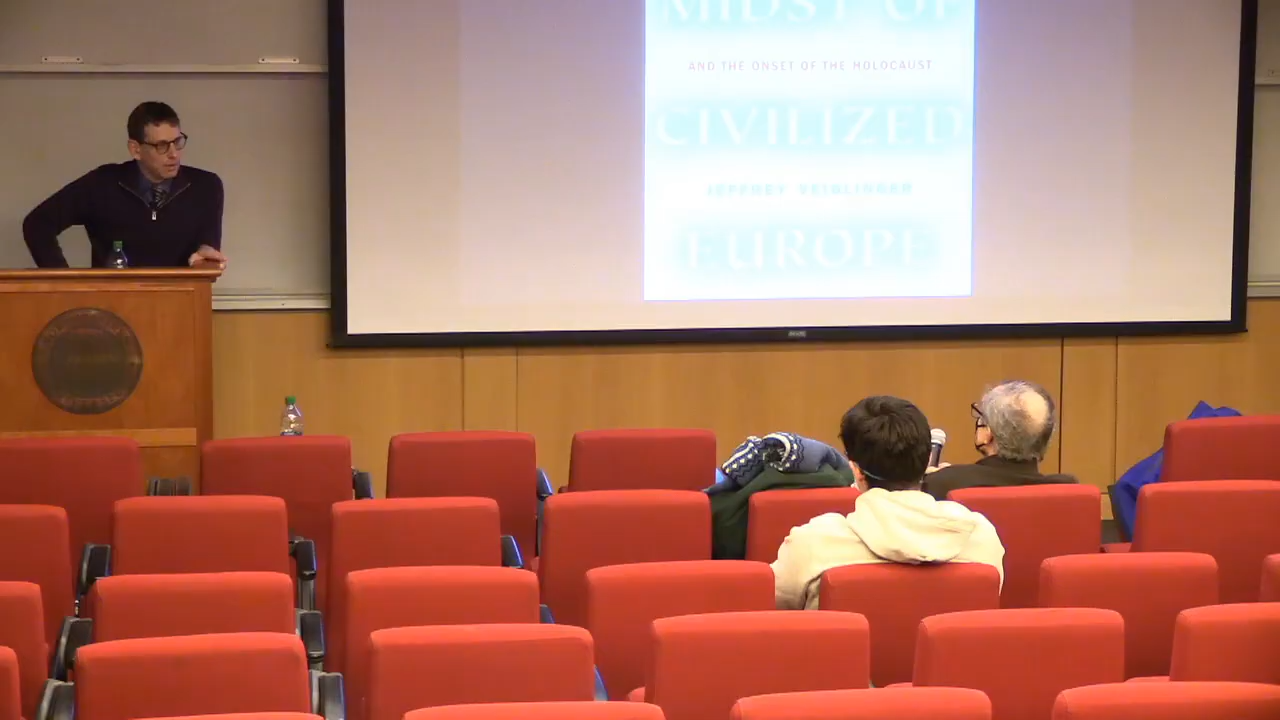 MIDST OF
AND THE ONSET OF THE HOLOCAUST
CIVILIZED
JEFFREY VEIDLINGER
EUROPE